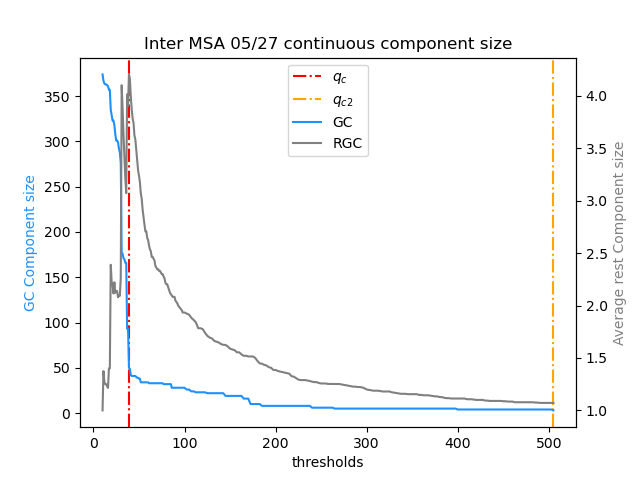 Inter MSA 05/27 continuous component size
q_c
q_c2
GC
RGC
GC Component size
350
300
250
200
150
100
50
0
4.0
3.5
3.0
2.5
2.0
1.5
1.0
Average rest Component size
0 100 200 300 400 500
thresholds